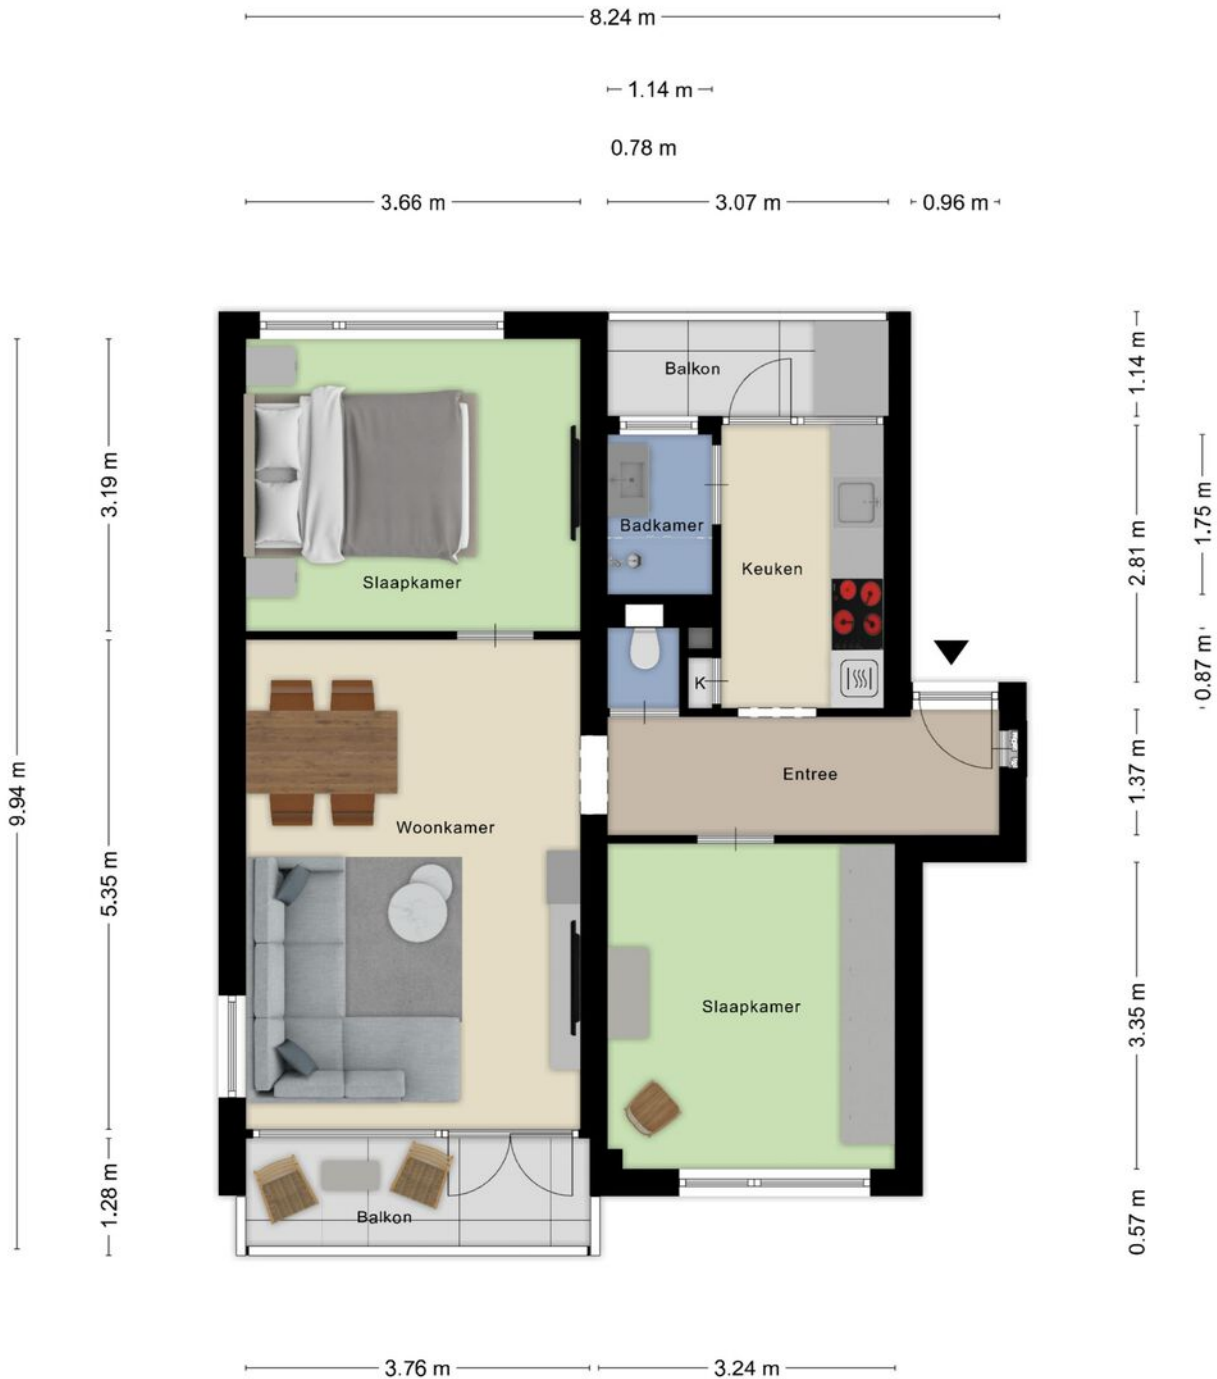 8.24 m
1.14 m
0.78 m
3.66 m
3.07 m
0.96 m
1.14 m
Balkon
9.94 m
3.19 m
2.81 m
1.75 m
Badkamer
Keuken
Slaapkamer
0.87 m
K
1.37 m
Entree
Woonkamer
5.35 m
3.35 m
Slaapkamer
1.28 m
Balkon
0.57 m
3.76 m
3.24 m